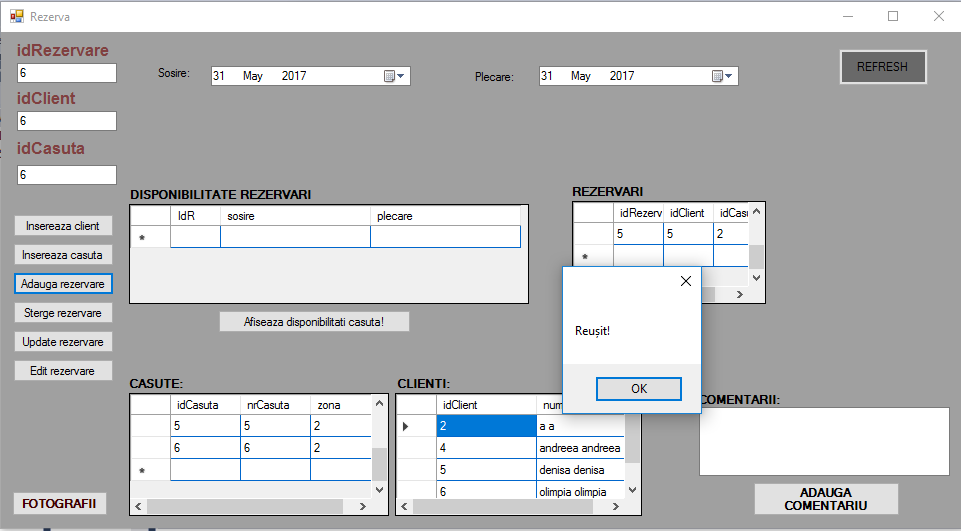 Rezerva
idRezervare
6
Sosire: 31 May 2017
Plecare: 31 May 2017
REFRESH
idClient
6
idCasuta
6
DISPONIBILITATE REZERVARI
IdR sosire plecare
*
REZERVARI
idRezerv idClient idCasu
5 5 2
*
Insereaza client
Insereaza casuta
Adauga rezervare
Sterge rezervare
Update rezervare
Edit rezervare
Afiseaza disponibilitati casuta!
Reușit!
OK
CASUTE:
idCasuta nrCasuta zona
5 5 2
6 6 2
*
CLIENTI:
idClient num
2 a a
4 andreea andreea
5 denisa denisa
6 olimpia olimpia
COMENTARII:
FOTOGRAFII
ADAUGA
COMENTARIU